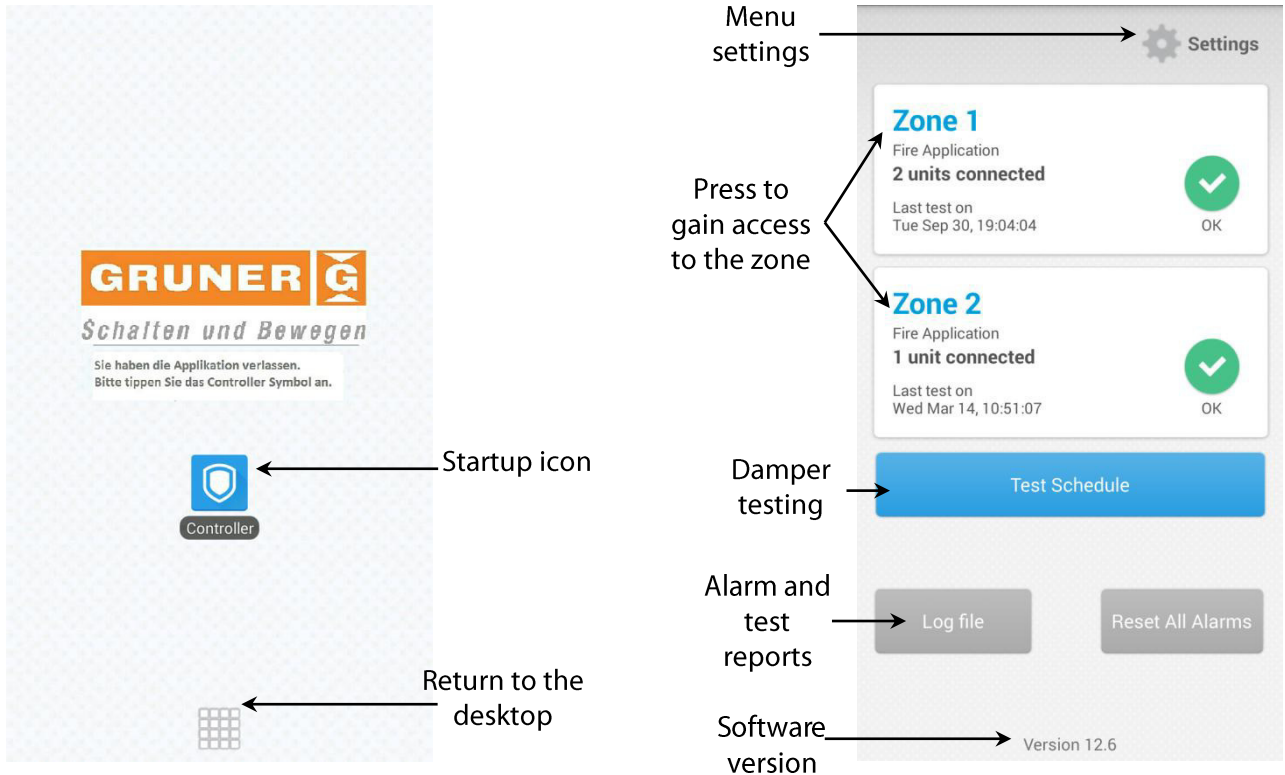 GRUNER G
Schalten und Bewegen
Sie haben die Applikation verlassen.
Bitte tippen Sie das Controller Symbol an.
Startup icon
Controller
Return to the
desktop
Menu
settings
Settings
Zone 1
Fire Application
2 units connected
Last test on
Tue Sep 30, 19:04:04
OK
Press to
gain access
to the zone
Zone 2
Fire Application
1 unit connected
Last test on
Wed Mar 14, 10:51:07
OK
Damper
testing
Test Schedule
Alarm and
test
reports
Log file
Reset All Alarms
Software
version
Version 12.6